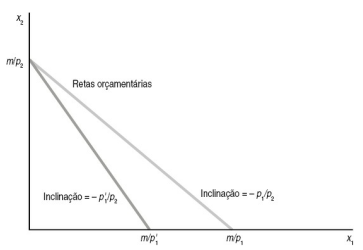 x₂
m/p₂
Retas orçamentárias
Inclinação = – p′₁/p₂
Inclinação = – p₁/p₂
m/p′₁
m/p₁
x₁